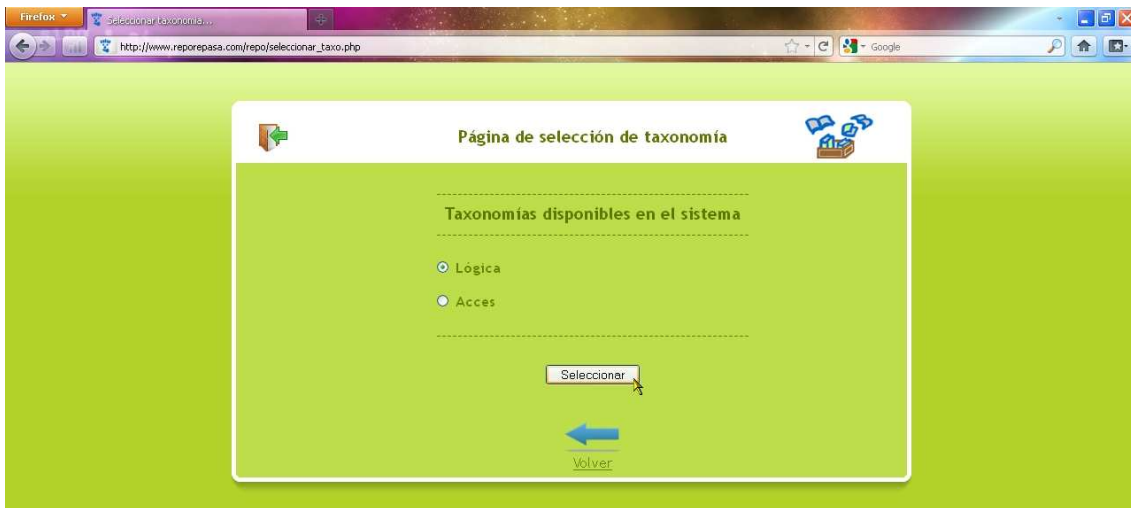 Firefox
Seleccionar taxonomía...
http://www.reporepasa.com/repo/seleccionar_taxo.php
Google
Página de selección de taxonomía
Taxonomías disponibles en el sistema
Lógica
Acces
Seleccionar
Volver